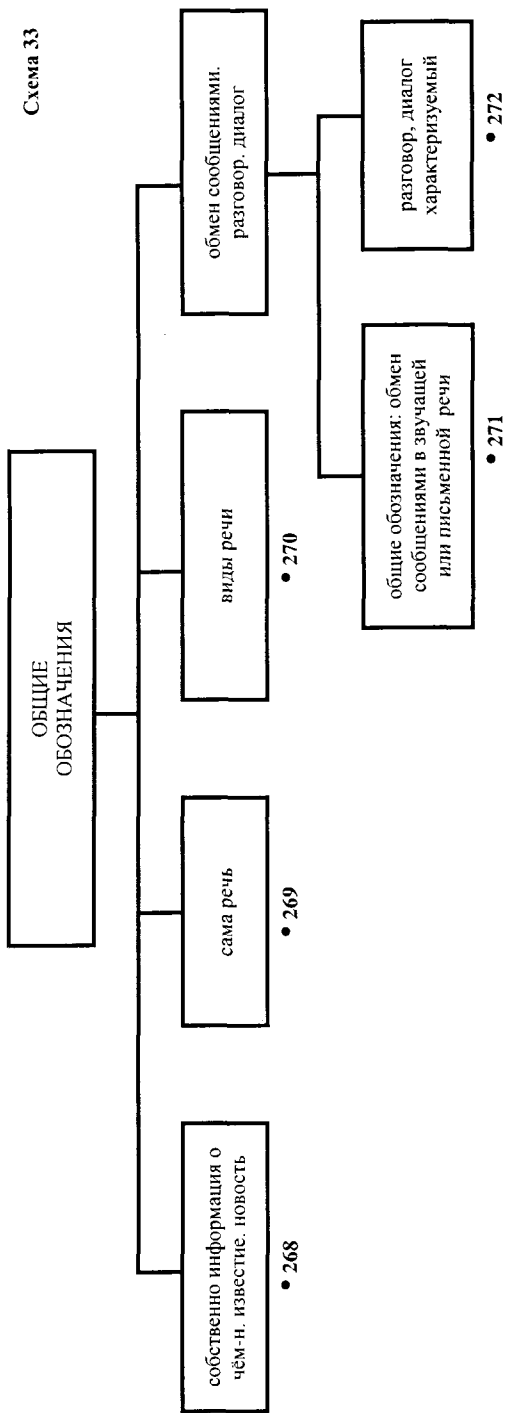 Схема 33
ОБЩИЕ
ОБОЗНАЧЕНИЯ
собственно информация о
чём-н. известие. новость
• 268
сама речь
• 269
виды речи
• 270
обмен сообщениями.
разговор. диалог
общие обозначения: обмен
сообщениями в звучащей
или письменной речи
• 271
разговор, диалог
характеризуемый
• 272